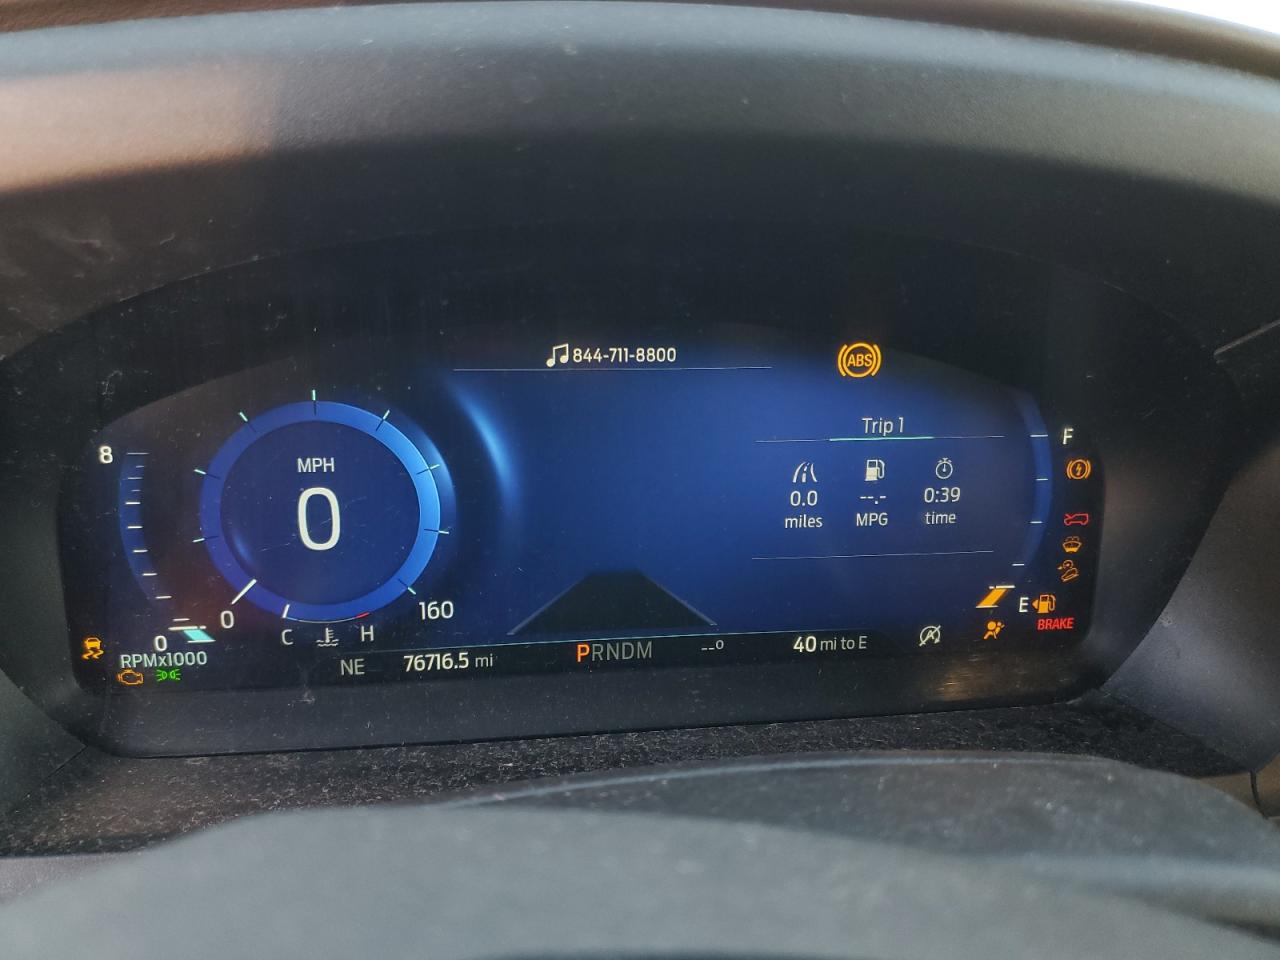 844-711-8800
ABS
Trip 1
8
F
MPH
0
0.0
--.-
0:39
miles
MPG
time
0
160
E
C
H
BRAKE
0
RPMx1000
NE
76716.5 mi
PRNDM
--°
40 mi to E
A